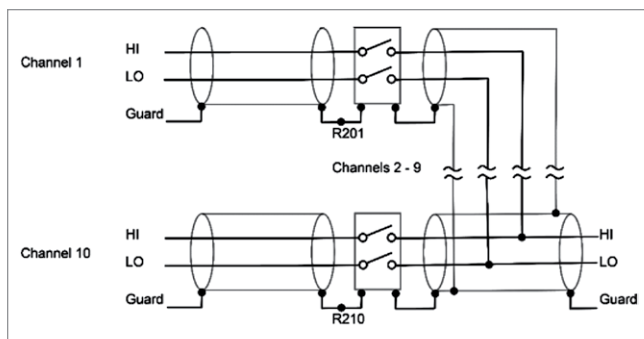 Channel 1
HI
LO
Guard
R201
Channels 2 - 9
Channel 10
HI
LO
Guard
R210
HI
LO
Guard